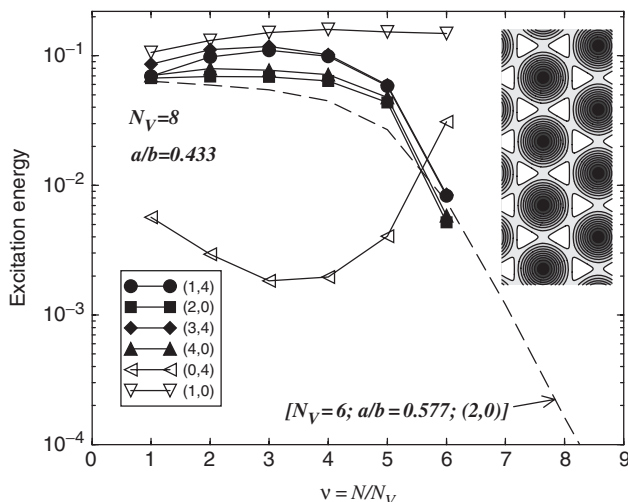 10⁻¹
10⁻²
10⁻³
10⁻⁴
Excitation energy
N_V=8
a/b=0.433
(1,4)
(2,0)
(3,4)
(4,0)
(0,4)
(1,0)
[N_V=6; a/b=0.577; (2,0)]
0 1 2 3 4 5 6 7 8 9
ν = N/N_V